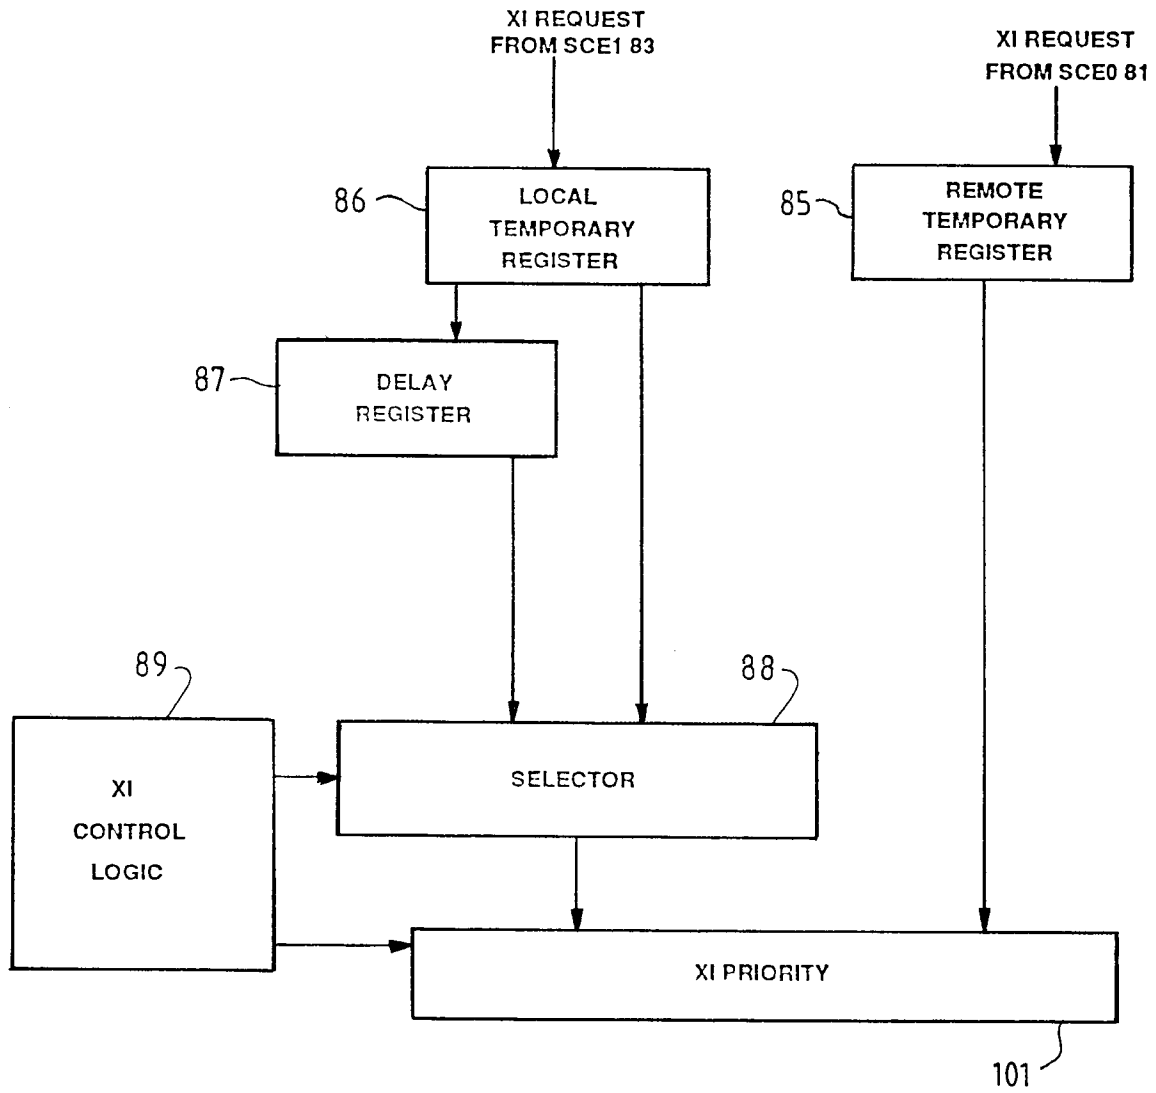 XI REQUEST
FROM SCE1 83
XI REQUEST
FROM SCE0 81
86
LOCAL
TEMPORARY
REGISTER
85
REMOTE
TEMPORARY
REGISTER
87
DELAY
REGISTER
89
88
XI
CONTROL
LOGIC
SELECTOR
XI PRIORITY
101